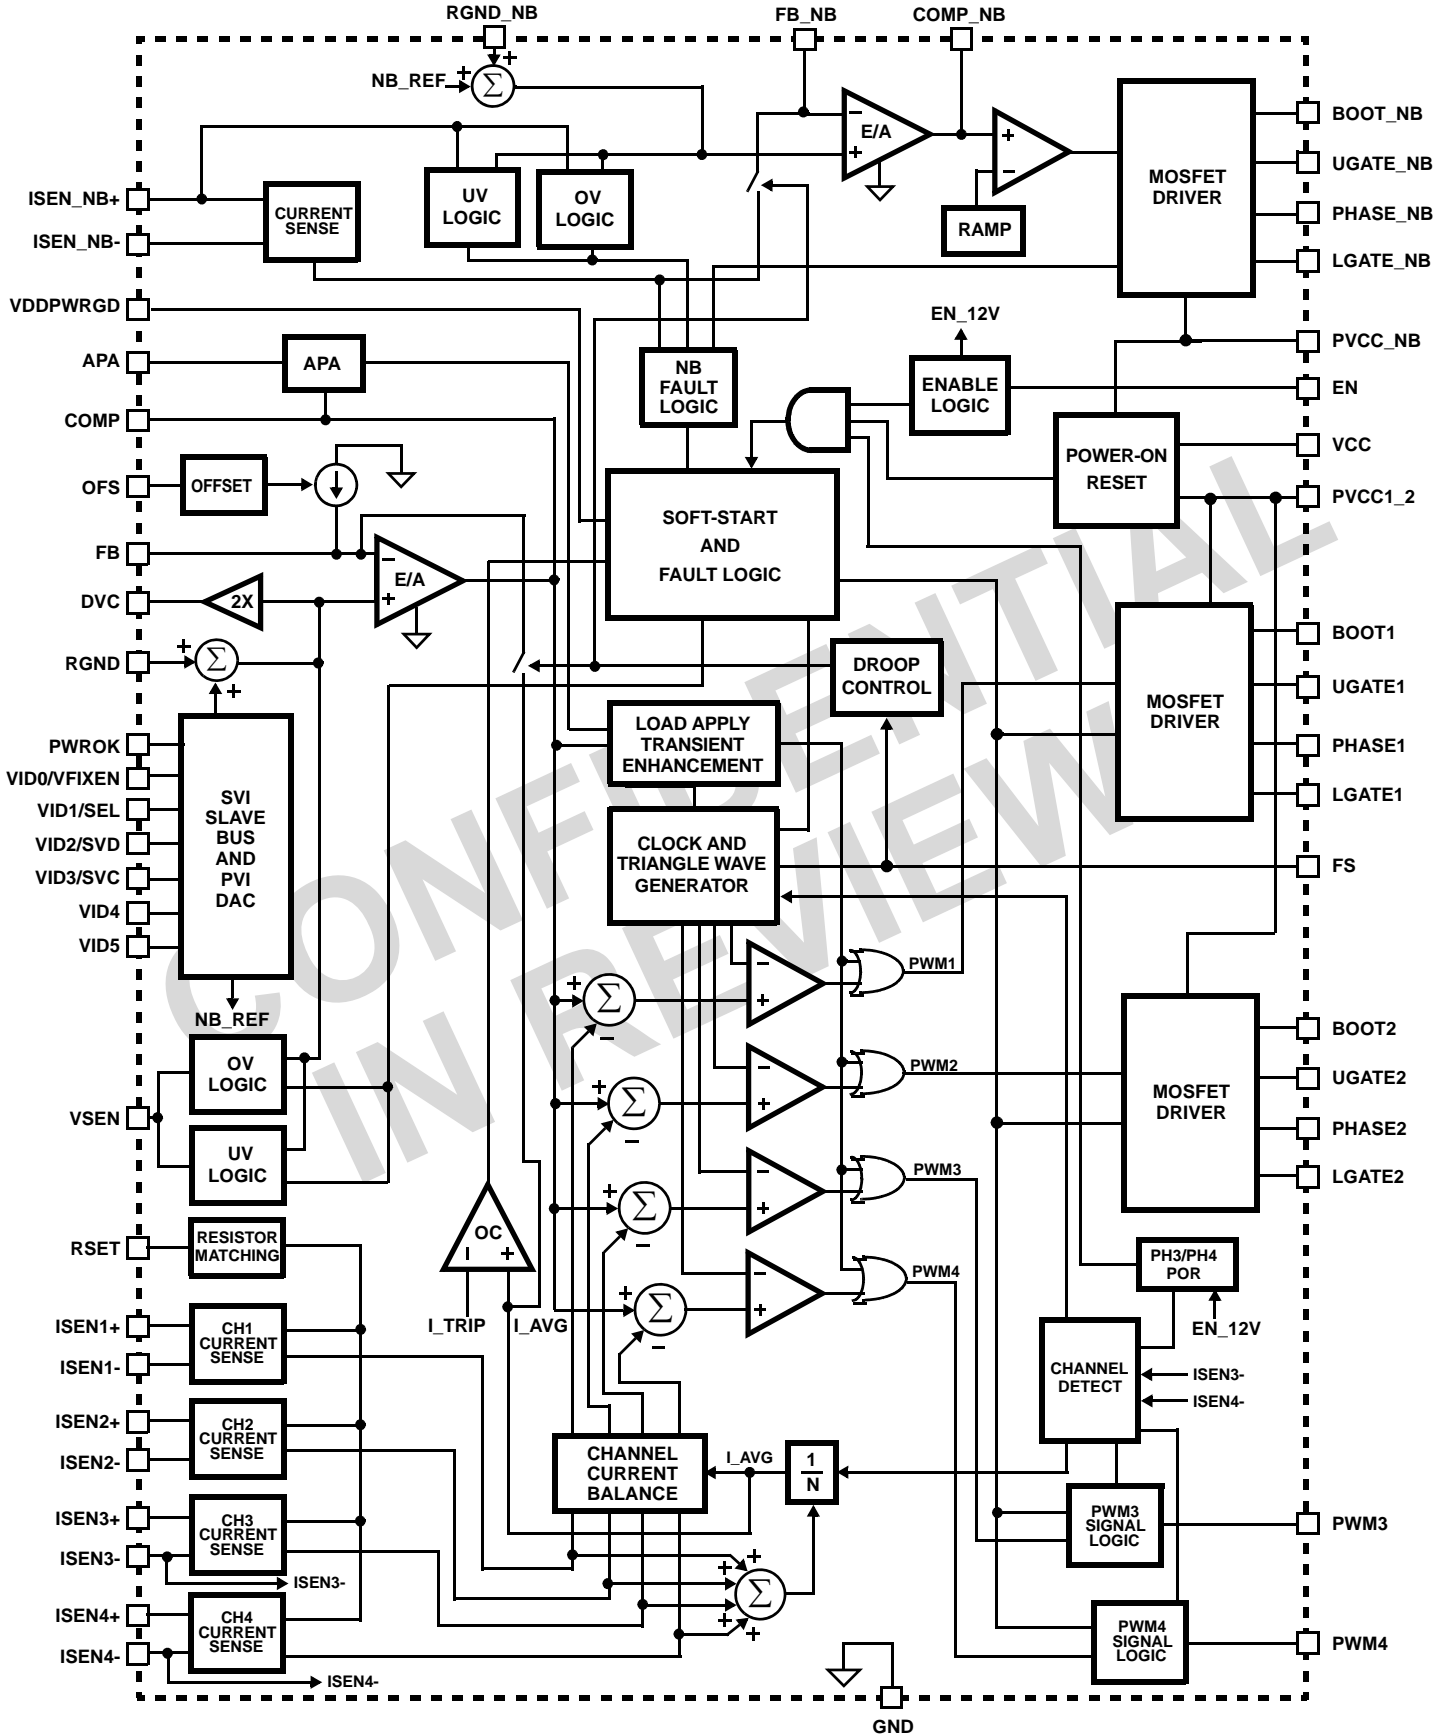 RGND_NB
FB_NB
COMP_NB
NB_REF
+
+
Σ
−
E/A
+
+
−
MOSFET
DRIVER
BOOT_NB
UGATE_NB
PHASE_NB
LGATE_NB
ISEN_NB+
ISEN_NB-
CURRENT
SENSE
UV
LOGIC
OV
LOGIC
RAMP
VDDPWRGD
EN_12V
PVCC_NB
APA
APA
NB
FAULT
LOGIC
ENABLE
LOGIC
EN
COMP
POWER-ON
RESET
VCC
OFS
OFFSET
PVCC1_2
SOFT-START
AND
FAULT LOGIC
FB
−
E/A
+
DVC
2X
RGND
+
Σ
+
DROOP
CONTROL
MOSFET
DRIVER
BOOT1
UGATE1
PHASE1
LGATE1
PWROK
VID0/VFIXEN
VID1/SEL
VID2/SVD
VID3/SVC
VID4
VID5
SVI
SLAVE
BUS
AND
PVI
DAC
NB_REF
LOAD APPLY
TRANSIENT
ENHANCEMENT
CLOCK AND
TRIANGLE WAVE
GENERATOR
FS
CONFIDENTIAL
IN REVIEW
+
Σ
−
−
+
PWM1
+
Σ
−
−
+
PWM2
+
Σ
−
−
+
PWM3
+
Σ
−
−
+
PWM4
MOSFET
DRIVER
BOOT2
UGATE2
PHASE2
LGATE2
VSEN
OV
LOGIC
UV
LOGIC
OC
−
+
I_TRIP
I_AVG
RSET
RESISTOR
MATCHING
PH3/PH4
POR
EN_12V
CHANNEL
DETECT
ISEN3-
ISEN4-
ISEN1+
ISEN1-
CH1
CURRENT
SENSE
ISEN2+
ISEN2-
CH2
CURRENT
SENSE
CHANNEL
CURRENT
BALANCE
I_AVG
1
N
ISEN3+
ISEN3-
CH3
CURRENT
SENSE
ISEN3-
+
+
+
+
Σ
PWM3
SIGNAL
LOGIC
PWM3
ISEN4+
ISEN4-
CH4
CURRENT
SENSE
ISEN4-
PWM4
SIGNAL
LOGIC
PWM4
GND